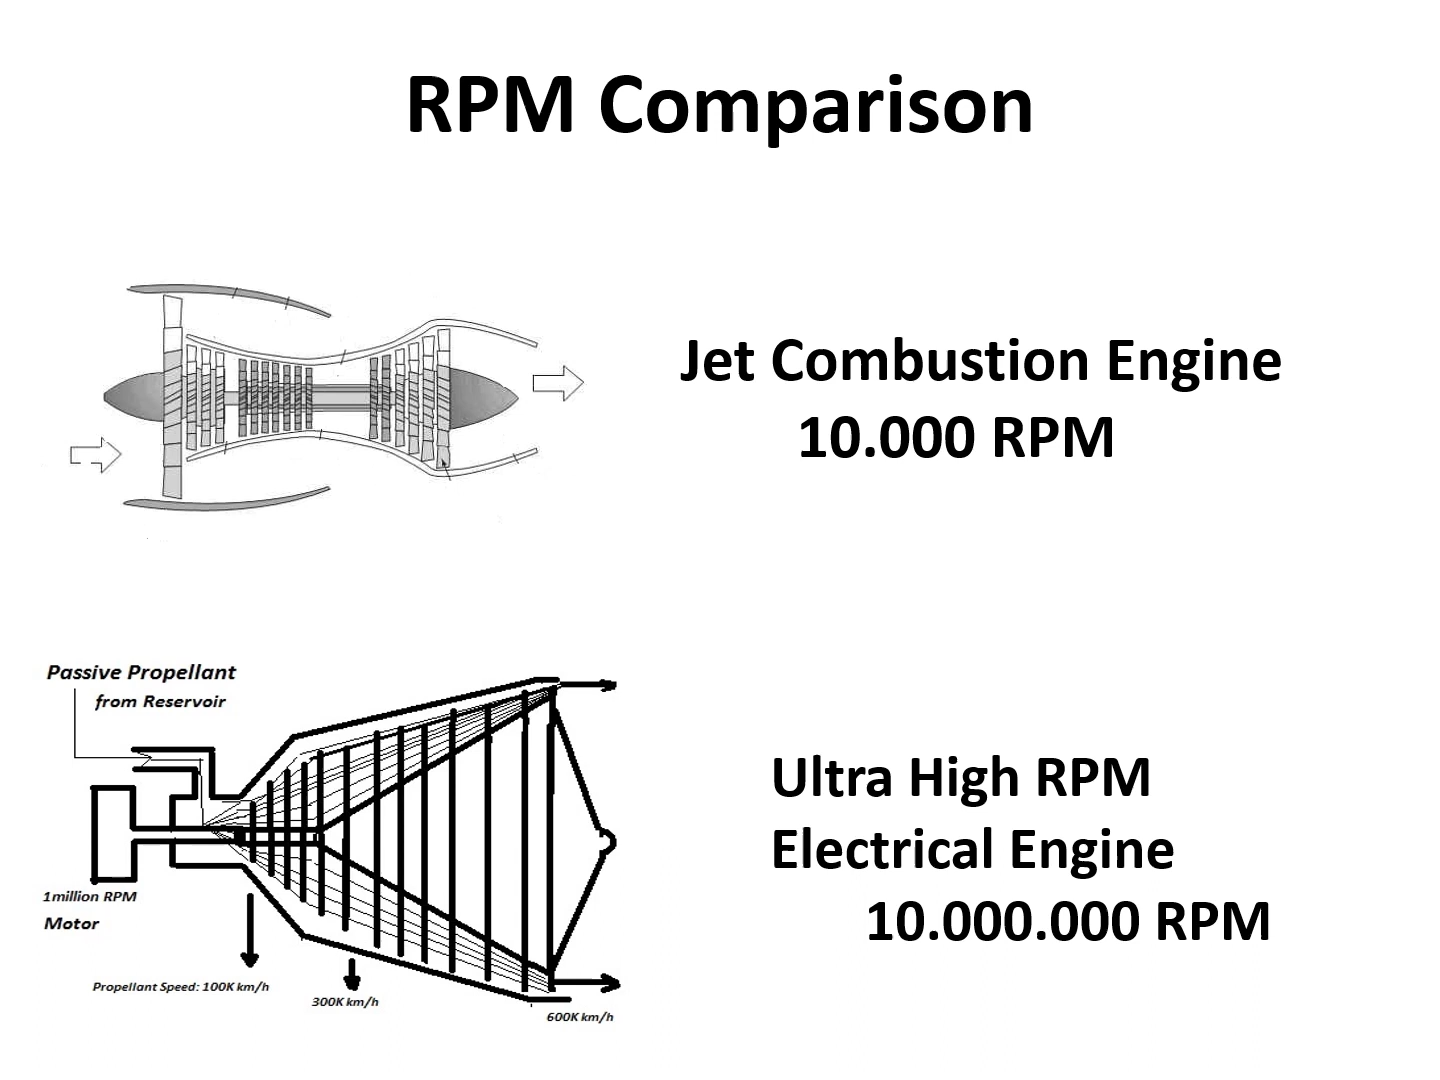 RPM Comparison
Jet Combustion Engine
10.000 RPM
Passive Propellant
from Reservoir
Ultra High RPM
Electrical Engine
10.000.000 RPM
1million RPM
Motor
Propellant Speed: 100K km/h
300K km/h
600K km/h